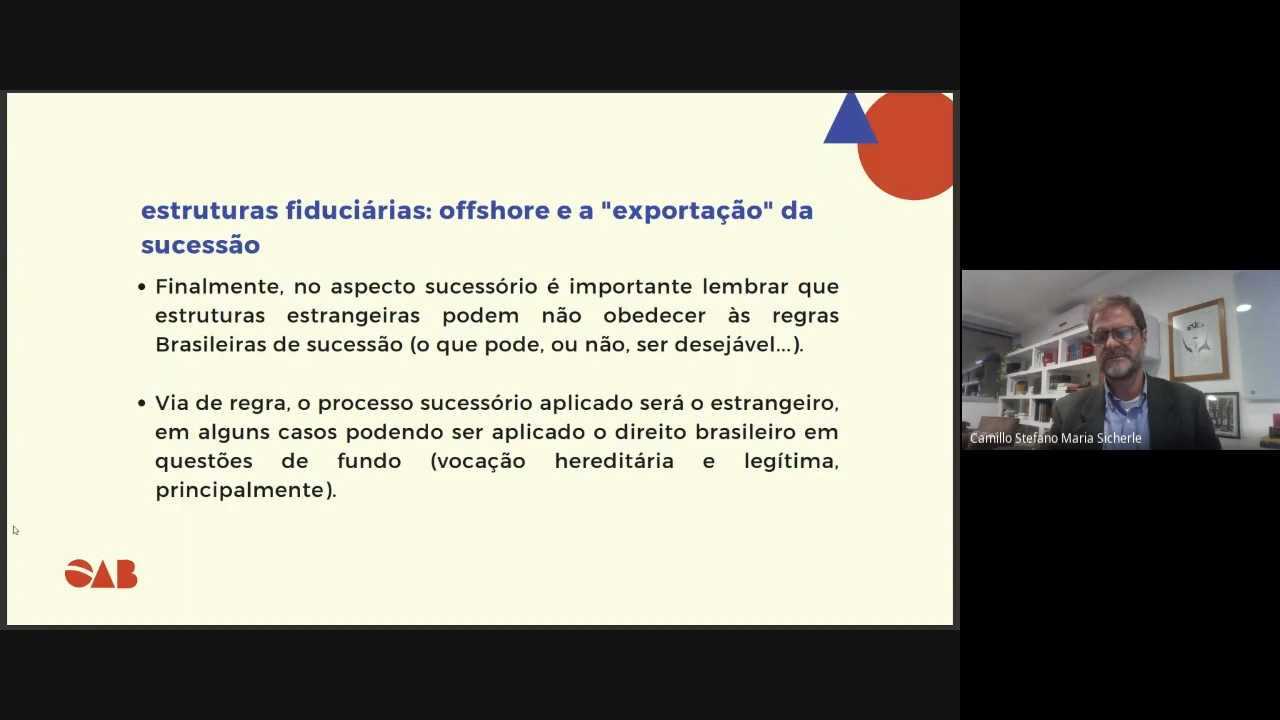 estruturas fiduciárias: offshore e a "exportação" da
sucessão
• Finalmente, no aspecto sucessório é importante lembrar que
estruturas estrangeiras podem não obedecer às regras
Brasileiras de sucessão (o que pode, ou não, ser desejável...).
• Via de regra, o processo sucessório aplicado será o estrangeiro,
em alguns casos podendo ser aplicado o direito brasileiro em
questões de fundo (vocação hereditária e legítima,
principalmente).
OAB
Camillo Stefano Maria Sicherle